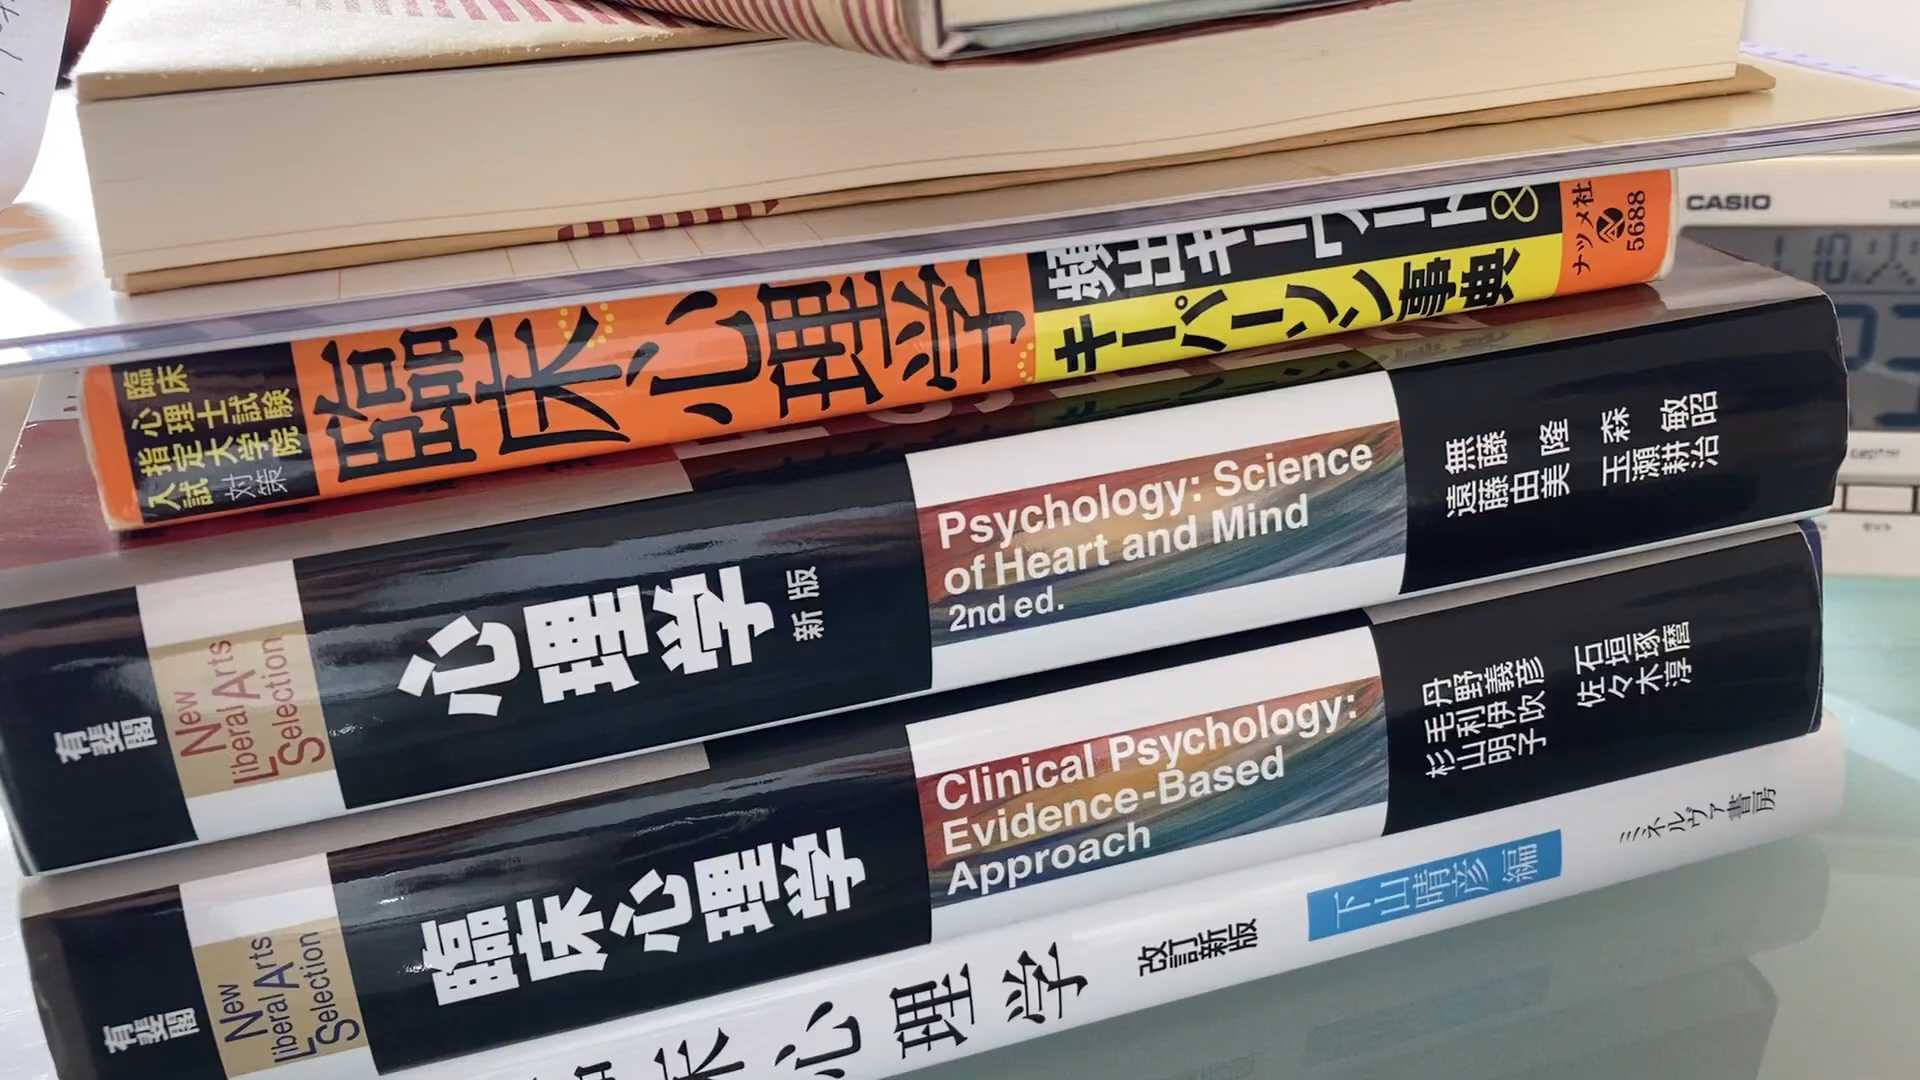 臨床
心理士試験
指定大学院
入試対策
臨床心理学
頻出キーワード&
キーパーソン事典
ナツメ社
5688
CASIO
有斐閣
New
Liberal Arts
Selection
心理学
新版
Psychology: Science
of Heart and Mind
2nd ed.
無藤 隆
森 敏昭
遠藤由美
玉瀬耕治
有斐閣
New
Liberal Arts
Selection
臨床心理学
Clinical Psychology:
Evidence-Based
Approach
丹野義彦
石垣琢麿
毛利伊吹
佐々木淳
杉山明子
臨床心理学
改訂新版
下山晴彦 編
ミネルヴァ書房
セット